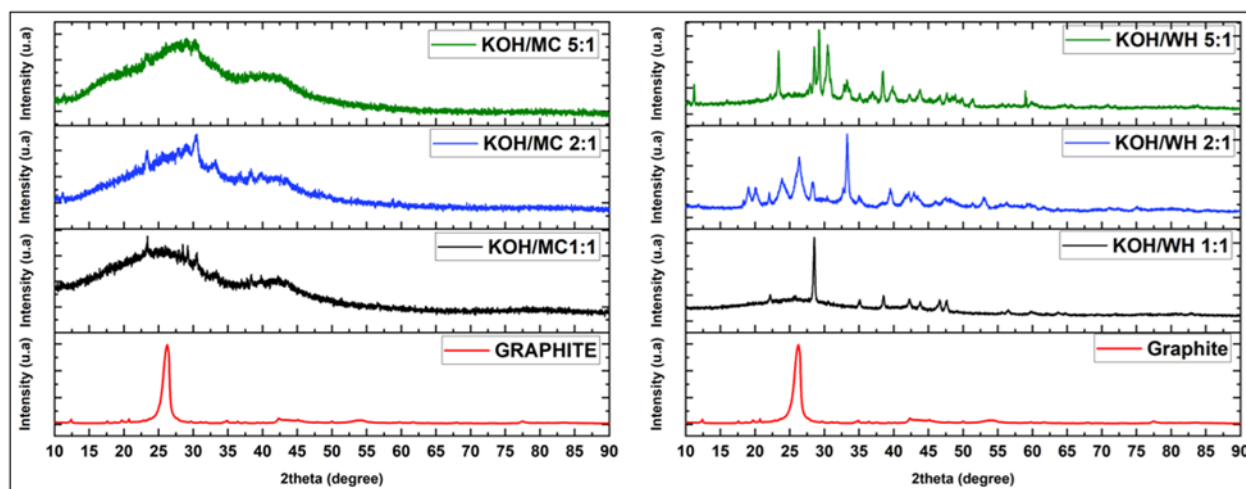 Intensity (u.a)
KOH/MC 5:1
Intensity (u.a)
KOH/MC 2:1
Intensity (u.a)
KOH/MC1:1
Intensity (u.a)
GRAPHITE
10 15 20 25 30 35 40 45 50 55 60 65 70 75 80 85 90
2theta (degree)
Intensity (u.a)
KOH/WH 5:1
Intensity (u.a)
KOH/WH 2:1
Intensity (u.a)
KOH/WH 1:1
Intensity (u.a)
Graphite
10 15 20 25 30 35 40 45 50 55 60 65 70 75 80 85 90
2theta (degree)